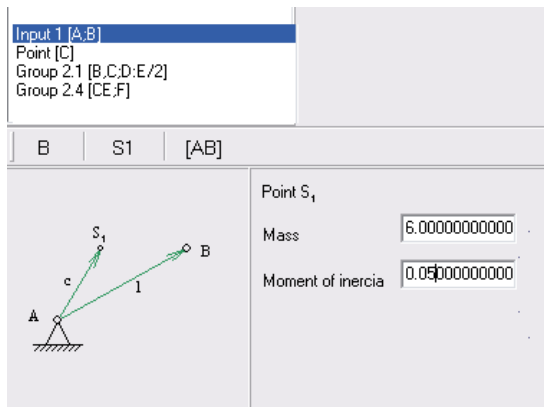 Input 1 [A;B]
Point [C]
Group 2.1 [B,C;D:E/2]
Group 2.4 [CE;F]
B S1 [AB]
Point S₁
Mass 6.00000000000
Moment of inercia 0.05000000000
S₁
B
c
l
A